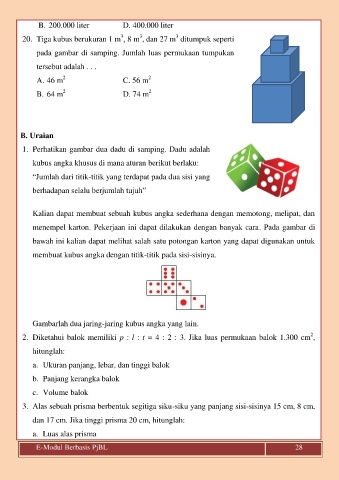 B. 200.000 liter D. 400.000 liter
20. Tiga kubus berukuran 1 m³, 8 m³, dan 27 m³ ditumpuk seperti
pada gambar di samping. Jumlah luas permukaan tumpukan
tersebut adalah . . .
A. 46 m² C. 56 m²
B. 64 m² D. 74 m²
B. Uraian
1. Perhatikan gambar dua dadu di samping. Dadu adalah
kubus angka khusus di mana aturan berikut berlaku:
“Jumlah dari titik-titik yang terdapat pada dua sisi yang
berhadapan selalu berjumlah tujuh”
Kalian dapat membuat sebuah kubus angka sederhana dengan memotong, melipat, dan
menempel karton. Pekerjaan ini dapat dilakukan dengan banyak cara. Pada gambar di
bawah ini kalian dapat melihat salah satu potongan karton yang dapat digunakan untuk
membuat kubus angka dengan titik-titik pada sisi-sisinya.
Gambarlah dua jaring-jaring kubus angka yang lain.
2. Diketahui balok memiliki p : l : t = 4 : 2 : 3. Jika luas permukaan balok 1.300 cm²,
hitunglah:
a. Ukuran panjang, lebar, dan tinggi balok
b. Panjang kerangka balok
c. Volume balok
3. Alas sebuah prisma berbentuk segitiga siku-siku yang panjang sisi-sisinya 15 cm, 8 cm,
dan 17 cm. Jika tinggi prisma 20 cm, hitunglah:
a. Luas alas prisma
E-Modul Berbasis PjBL 28